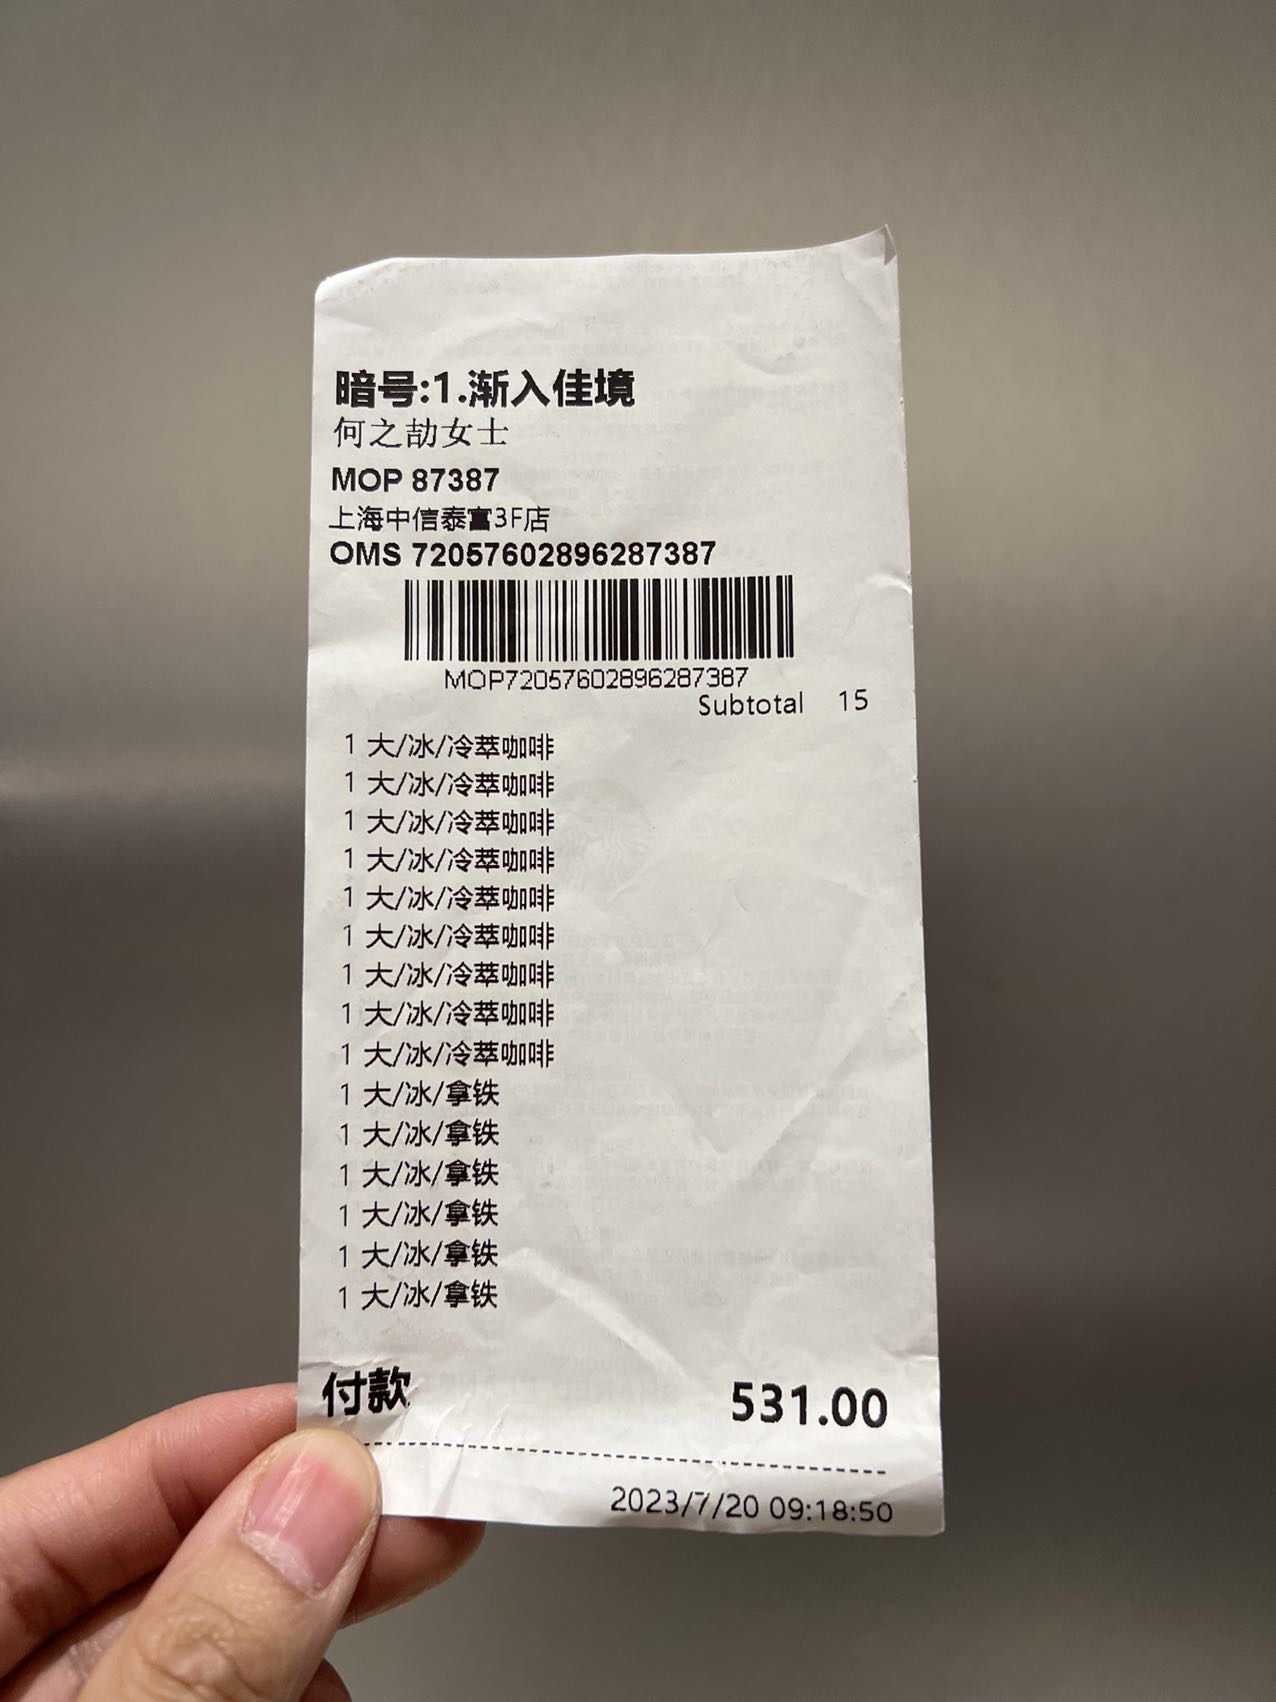 暗号:1.渐入佳境
何之劼女士
MOP 87387
上海中信泰富3F店
OMS 72057602896287387
MOP72057602896287387
Subtotal 15
1 大/冰/冷萃咖啡
1 大/冰/冷萃咖啡
1 大/冰/冷萃咖啡
1 大/冰/冷萃咖啡
1 大/冰/冷萃咖啡
1 大/冰/冷萃咖啡
1 大/冰/冷萃咖啡
1 大/冰/冷萃咖啡
1 大/冰/冷萃咖啡
1 大/冰/拿铁
1 大/冰/拿铁
1 大/冰/拿铁
1 大/冰/拿铁
1 大/冰/拿铁
1 大/冰/拿铁
付款 531.00
2023/7/20 09:18:50